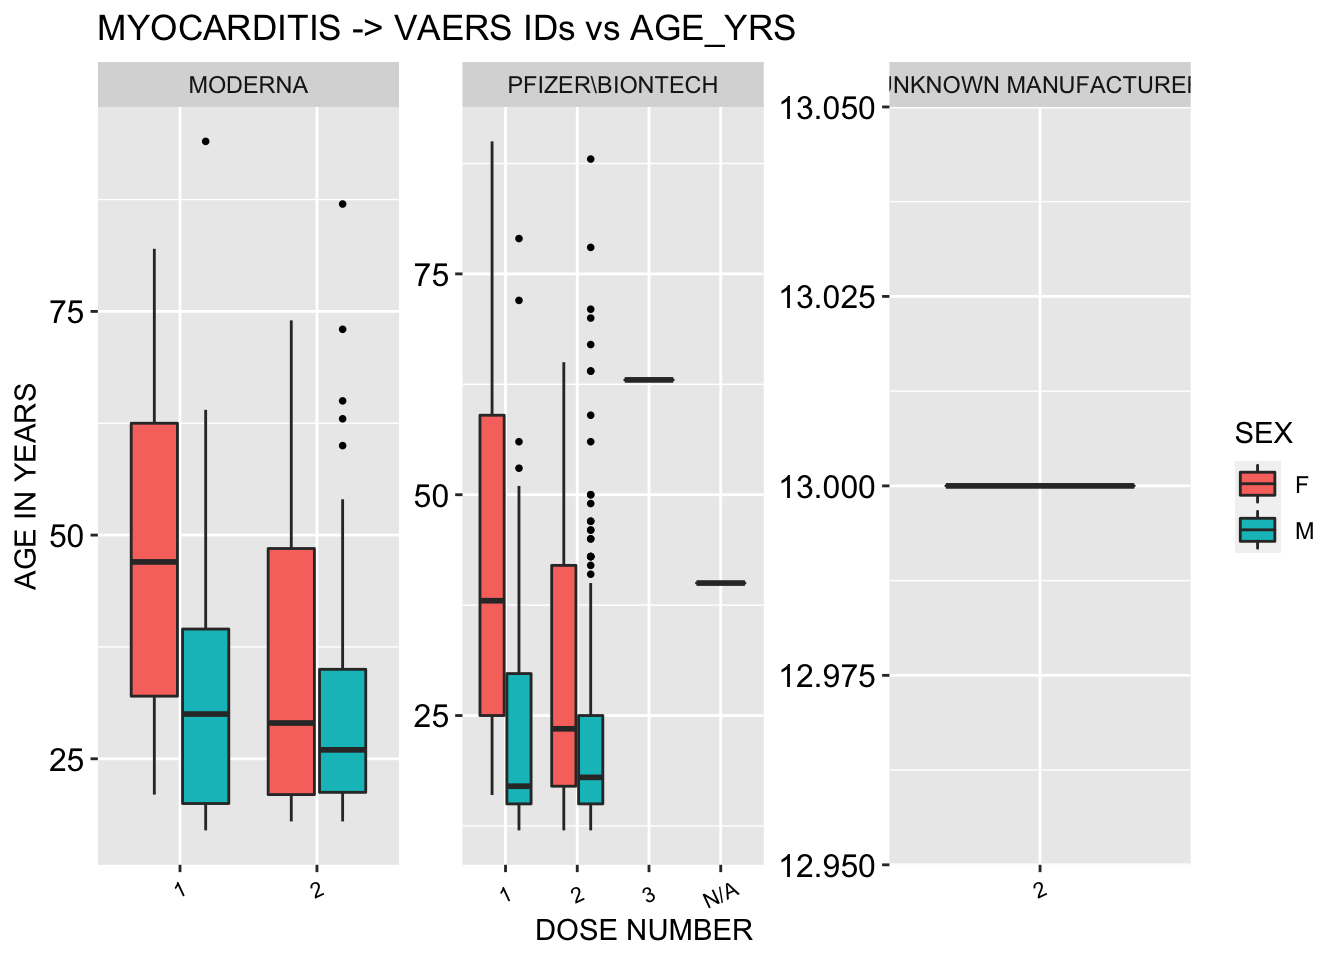 MYOCARDITIS -> VAERS IDs vs AGE_YRS
MODERNA
PFIZER\BIONTECH
UNKNOWN MANUFACTURER
AGE IN YEARS
75
50
25
75
50
25
13.050
13.025
13.000
12.975
12.950
1
2
1
2
3
N/A
2
DOSE NUMBER
SEX
F
M